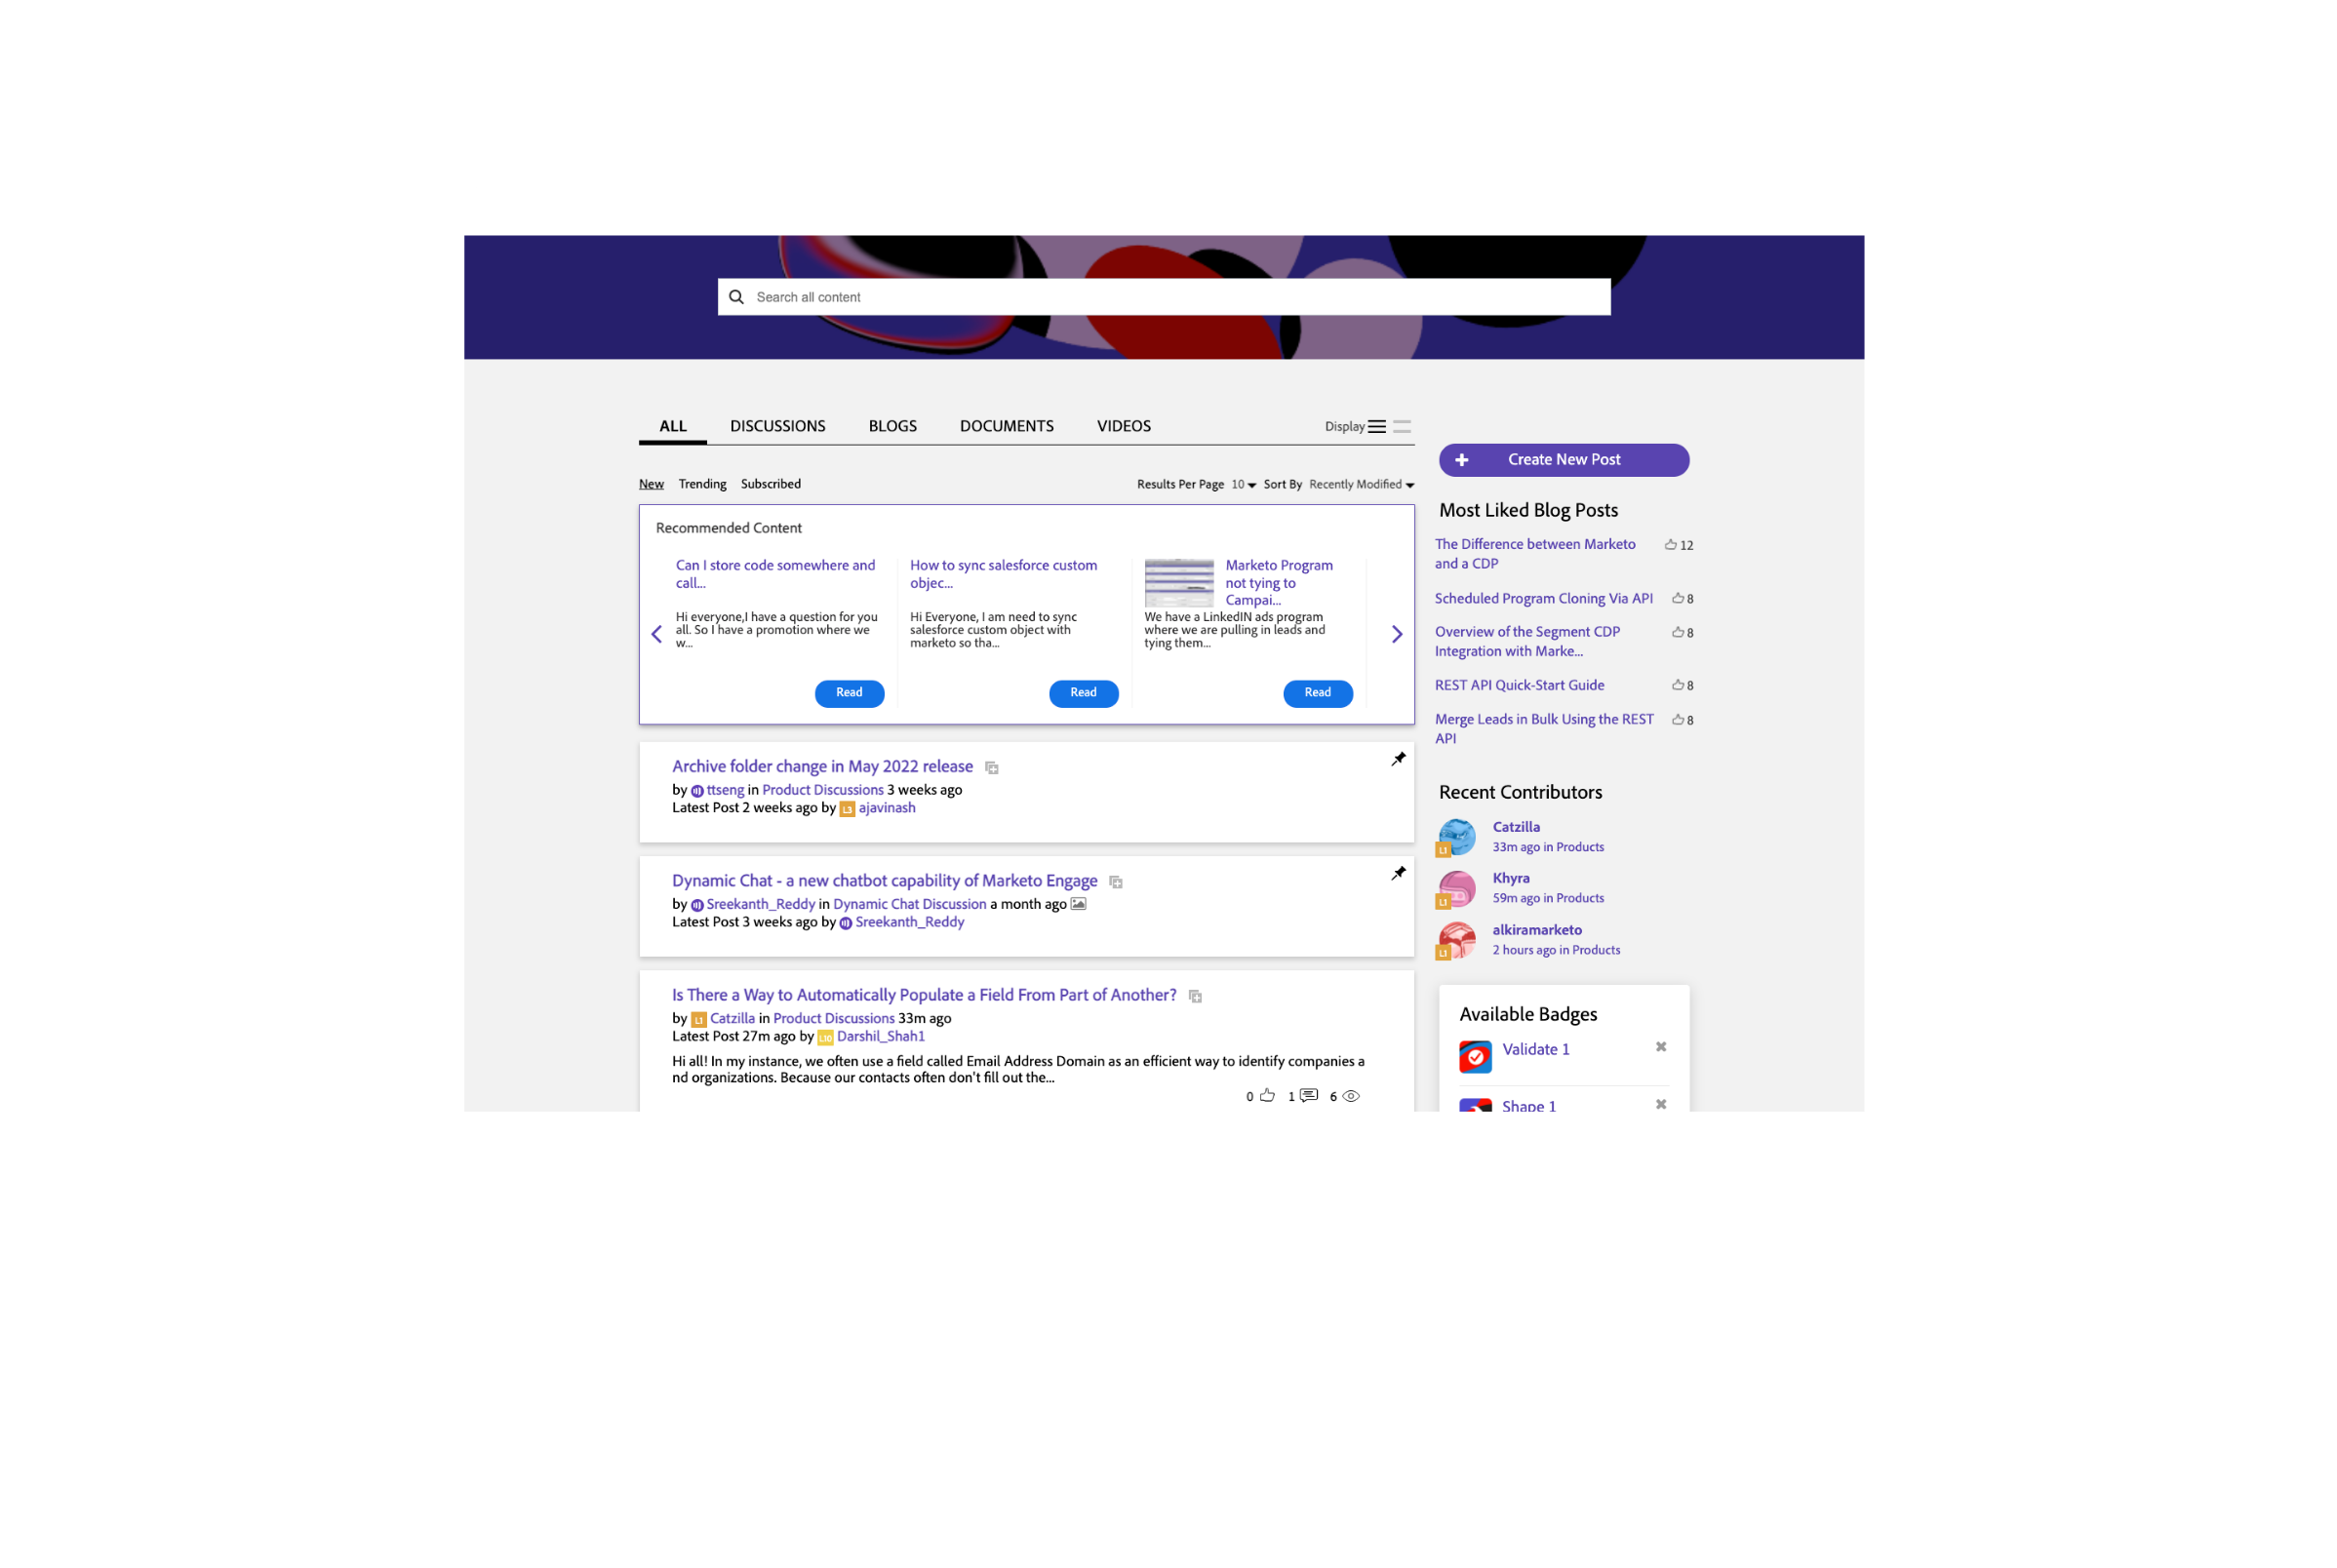 Search all content
ALL DISCUSSIONS BLOGS DOCUMENTS VIDEOS Display
New Trending Subscribed Results Per Page 10 Sort By Recently Modified
Recommended Content
Can I store code somewhere and
call...
Hi everyone,I have a question for you
all. So I have a promotion where we
w...
Read
How to sync salesforce custom
objec...
Hi Everyone, I am need to sync
salesforce custom object with
marketo so tha...
Read
Marketo Program
not tying to
Campai...
We have a LinkedIN ads program
where we are pulling in leads and
tying them...
Read
Archive folder change in May 2022 release
by ttseng in Product Discussions 3 weeks ago
Latest Post 2 weeks ago by L3 ajavinash
Dynamic Chat - a new chatbot capability of Marketo Engage
by Sreekanth_Reddy in Dynamic Chat Discussion a month ago
Latest Post 3 weeks ago by Sreekanth_Reddy
Is There a Way to Automatically Populate a Field From Part of Another?
by L1 Catzilla in Product Discussions 33m ago
Latest Post 27m ago by L10 Darshil_Shah1
Hi all! In my instance, we often use a field called Email Address Domain as an efficient way to identify companies a
nd organizations. Because our contacts often don't fill out the...
0 1 6
Create New Post
Most Liked Blog Posts
The Difference between Marketo 12
and a CDP
Scheduled Program Cloning Via API 8
Overview of the Segment CDP 8
Integration with Marke...
REST API Quick-Start Guide 8
Merge Leads in Bulk Using the REST 8
API
Recent Contributors
Catzilla
L1 33m ago in Products
Khyra
L1 59m ago in Products
alkiramarketo
L1 2 hours ago in Products
Available Badges
Validate 1
Shape 1